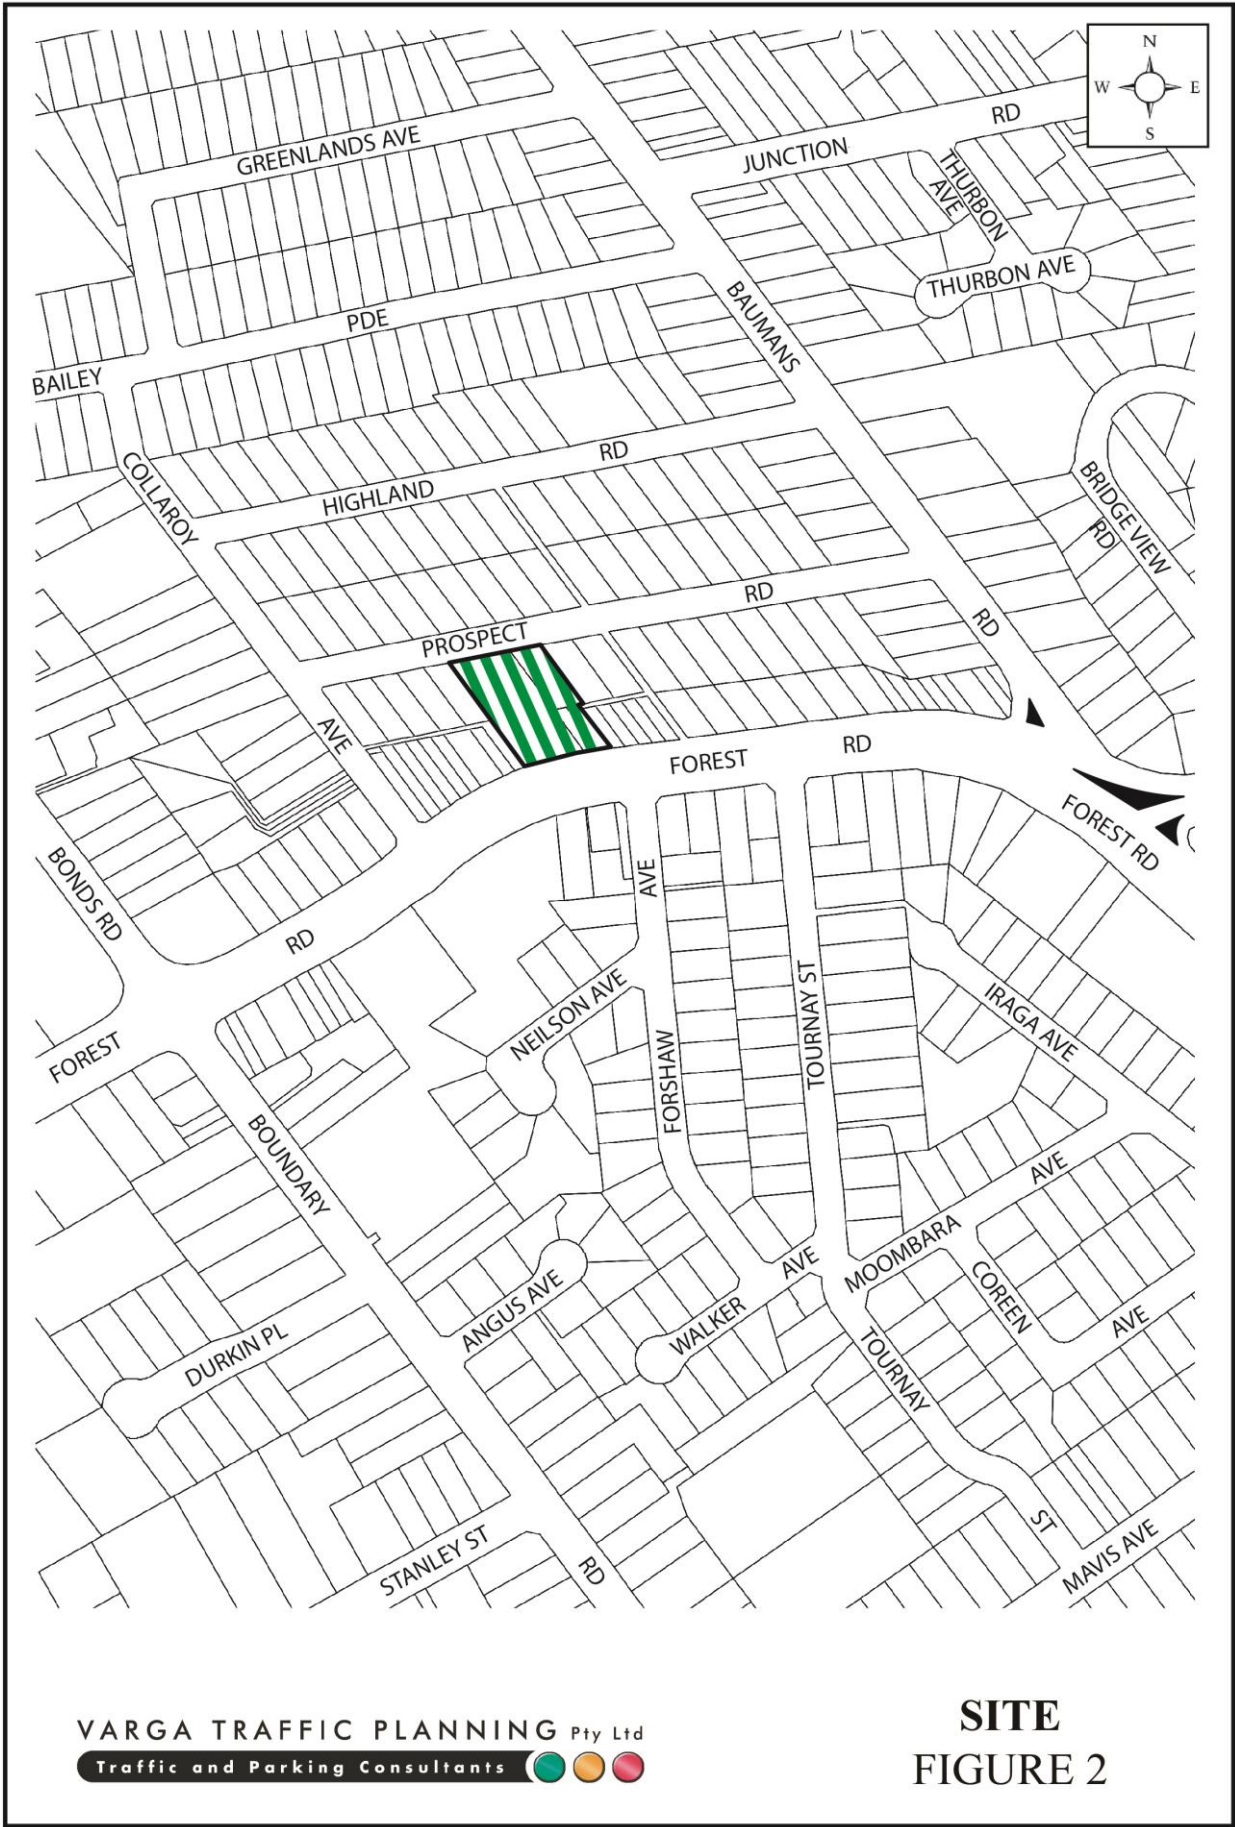 N
W E
S
GREENLANDS AVE
JUNCTION RD
THURBON
AVE
THURBON AVE
BAUMANS
PDE
BAILEY
COLLAROY
RD
HIGHLAND
BRIDGE VIEW
RD
RD
PROSPECT
RD
AVE
FOREST RD
FOREST RD
BONDS RD
AVE
RD
NEILSON AVE
TOURNAY ST
IRAGA AVE
FOREST
FORSHAW
BOUNDARY
AVE
MOOMBARA
AVE
COREEN
ANGUS AVE
WALKER
AVE
DURKIN PL
TOURNAY
STANLEY ST
RD
ST
MAVIS AVE
VARGA TRAFFIC PLANNING Pty Ltd
Traffic and Parking Consultants
SITE
FIGURE 2